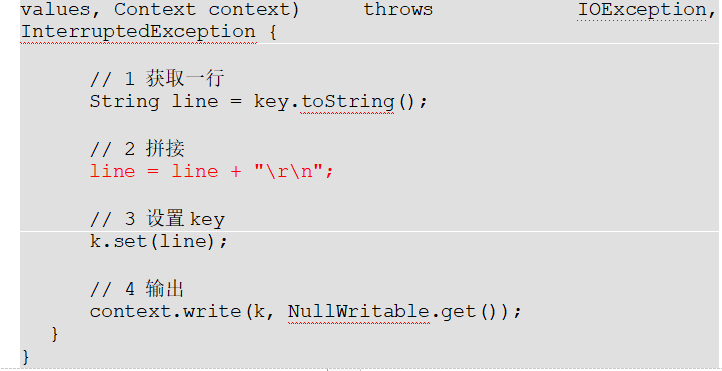 values, Context context) throws IOException,
InterruptedException {
// 1 获取一行
String line = key.toString();
// 2 拼接
line = line + "\r\n";
// 3 设置key
k.set(line);
// 4 输出
context.write(k, NullWritable.get());
}
}